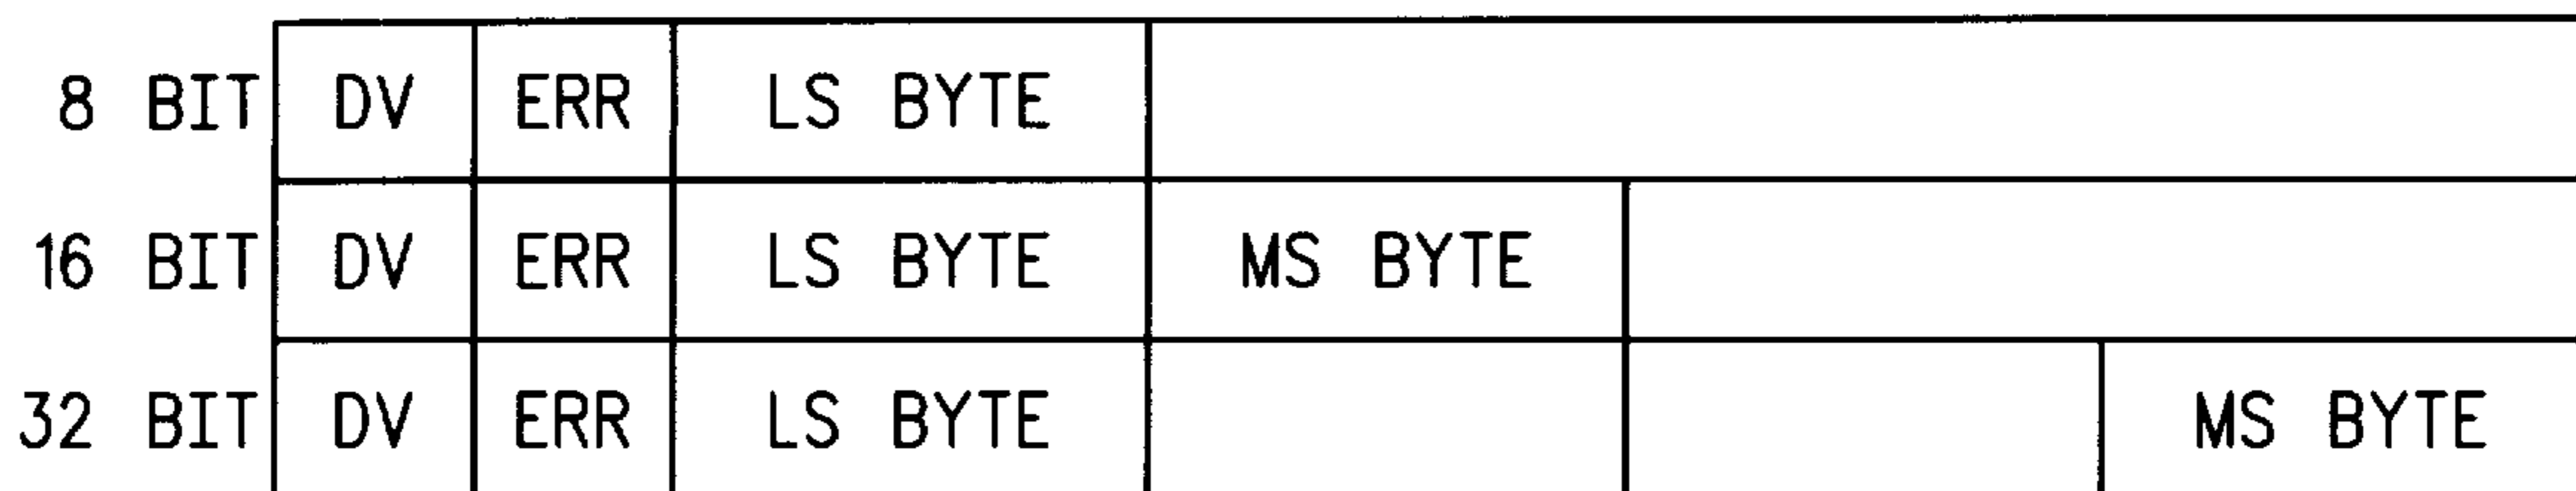 8 BIT DV ERR LS BYTE
16 BIT DV ERR LS BYTE MS BYTE
32 BIT DV ERR LS BYTE MS BYTE